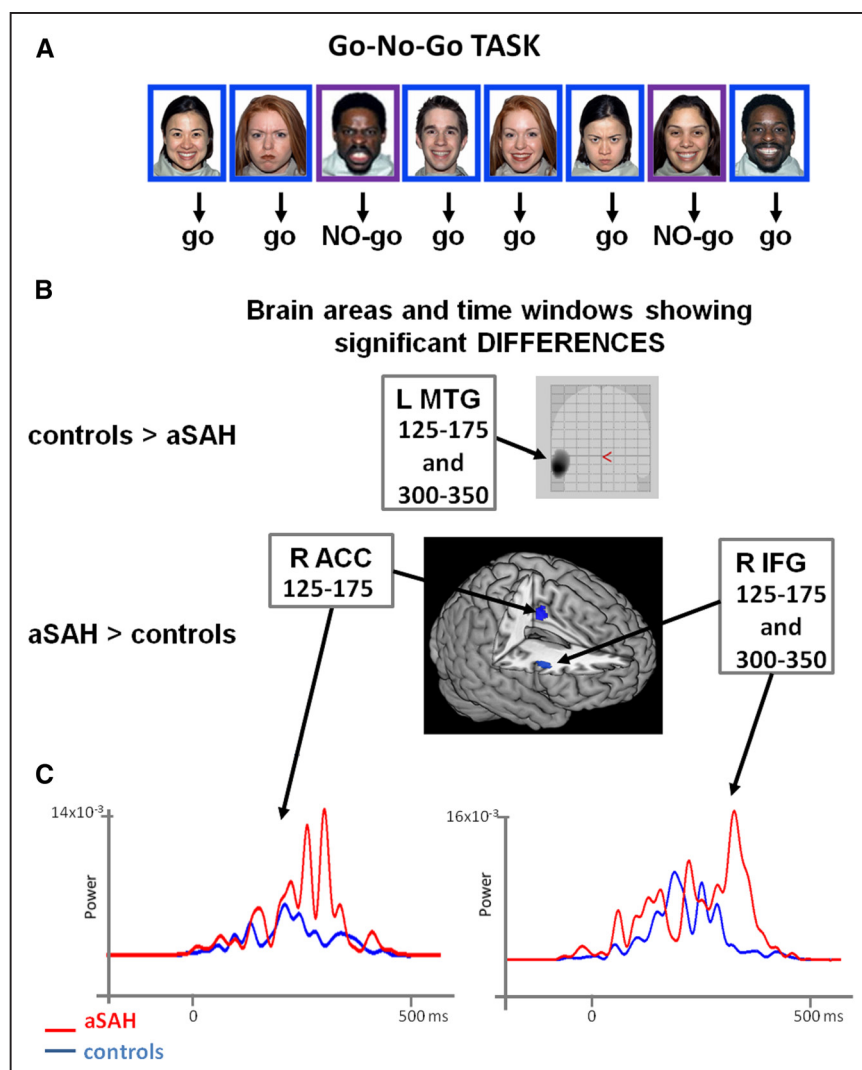 A
Go-No-Go TASK
go go NO-go go go go NO-go go
B
Brain areas and time windows showing
significant DIFFERENCES
controls > aSAH
L MTG
125-175
and
300-350
<
R ACC
125-175
aSAH > controls
R IFG
125-175
and
300-350
C
14x10-3
Power
0 500 ms
16x10-3
Power
0 500 ms
aSAH
controls